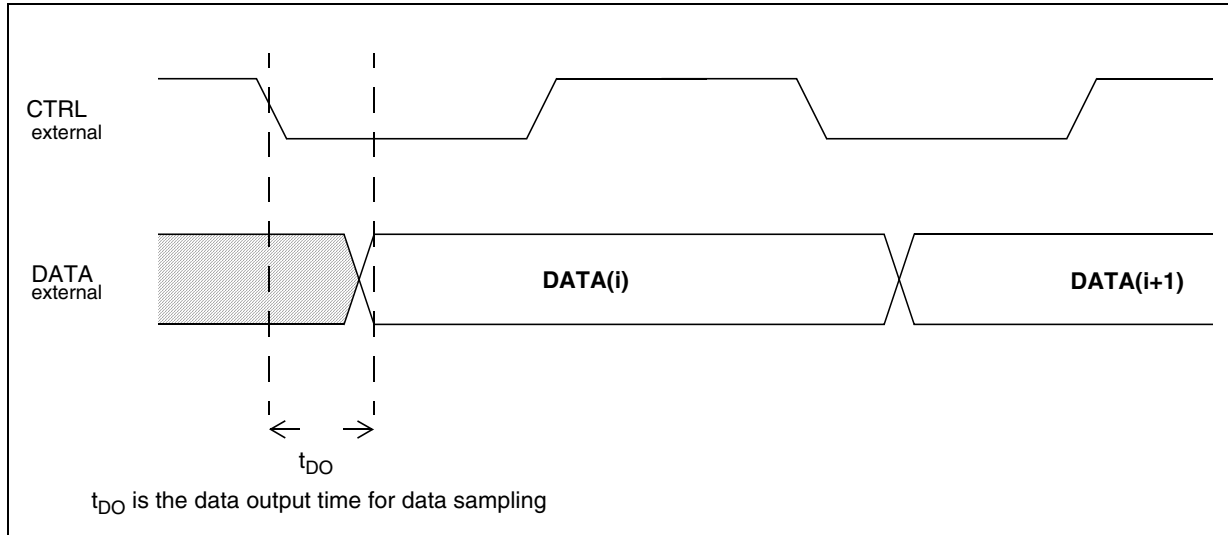 CTRL
external
DATA
external
DATA(i)
DATA(i+1)
tDO
tDO is the data output time for data sampling